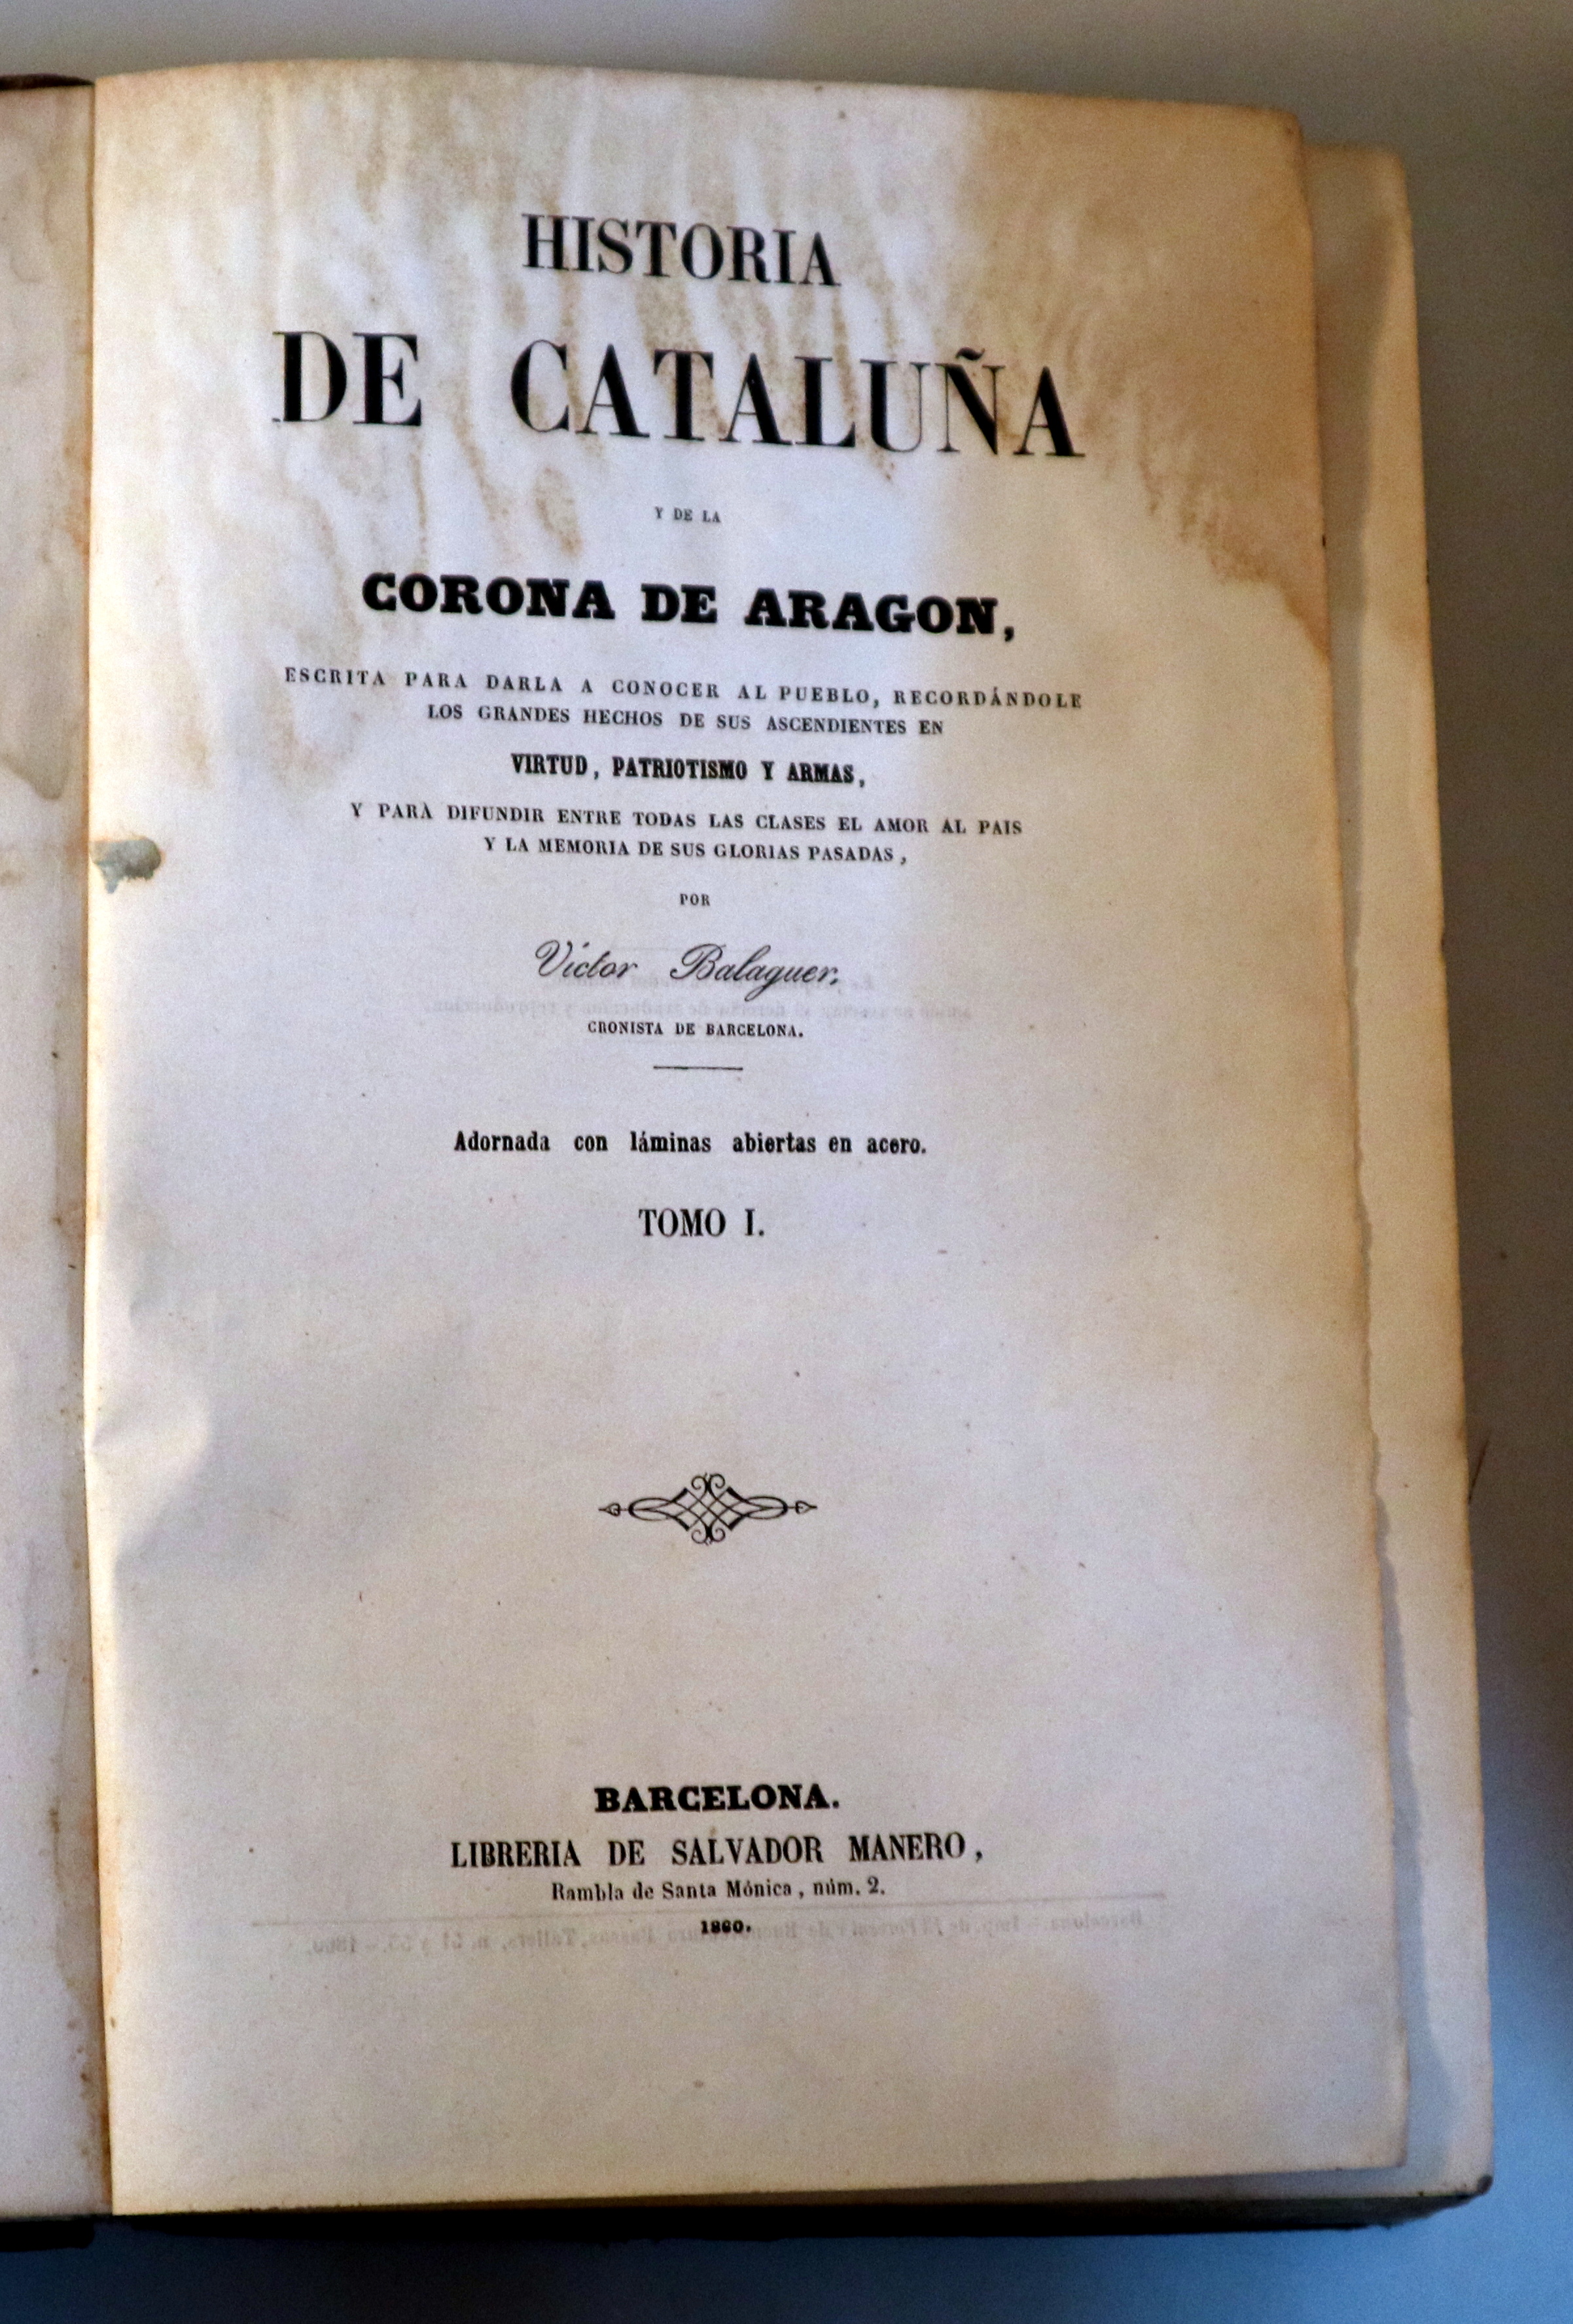 HISTORIA
DE CATALUÑA
Y DE LA
CORONA DE ARAGON,
ESCRITA PARA DARLA A CONOCER AL PUEBLO, RECORDÁNDOLE
LOS GRANDES HECHOS DE SUS ASCENDIENTES EN
VIRTUD, PATRIOTISMO Y ARMAS,
Y PARA DIFUNDIR ENTRE TODAS LAS CLASES EL AMOR AL PAIS
Y LA MEMORIA DE SUS GLORIAS PASADAS,
POR
Víctor Balaguer,
CRONISTA DE BARCELONA.
Adornada con láminas abiertas en acero.
TOMO I.
BARCELONA.
LIBRERIA DE SALVADOR MANERO,
Rambla de Santa Mónica, núm. 2.
1860.